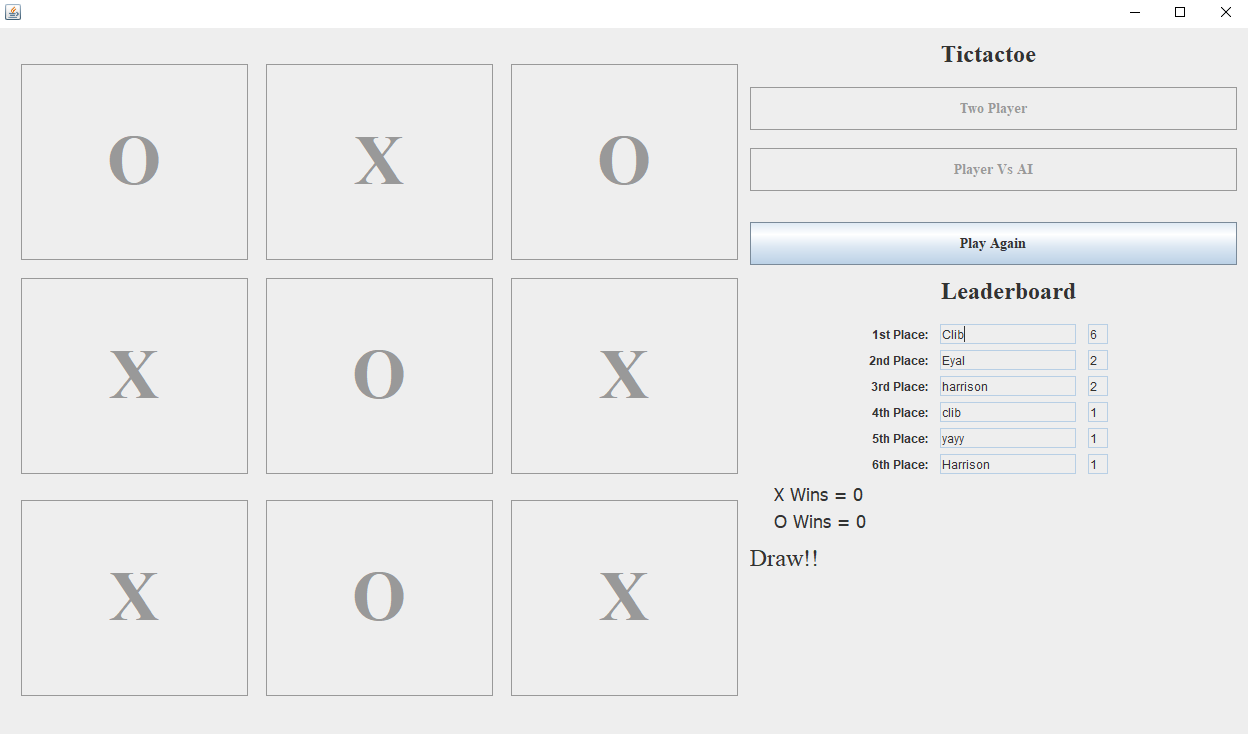 O X O
X O X
X O X
Tictactoe
Two Player
Player Vs AI
Play Again
Leaderboard
1st Place: Clib 6
2nd Place: Eyal 2
3rd Place: harrison 2
4th Place: clib 1
5th Place: yayy 1
6th Place: Harrison 1
X Wins = 0
O Wins = 0
Draw!!